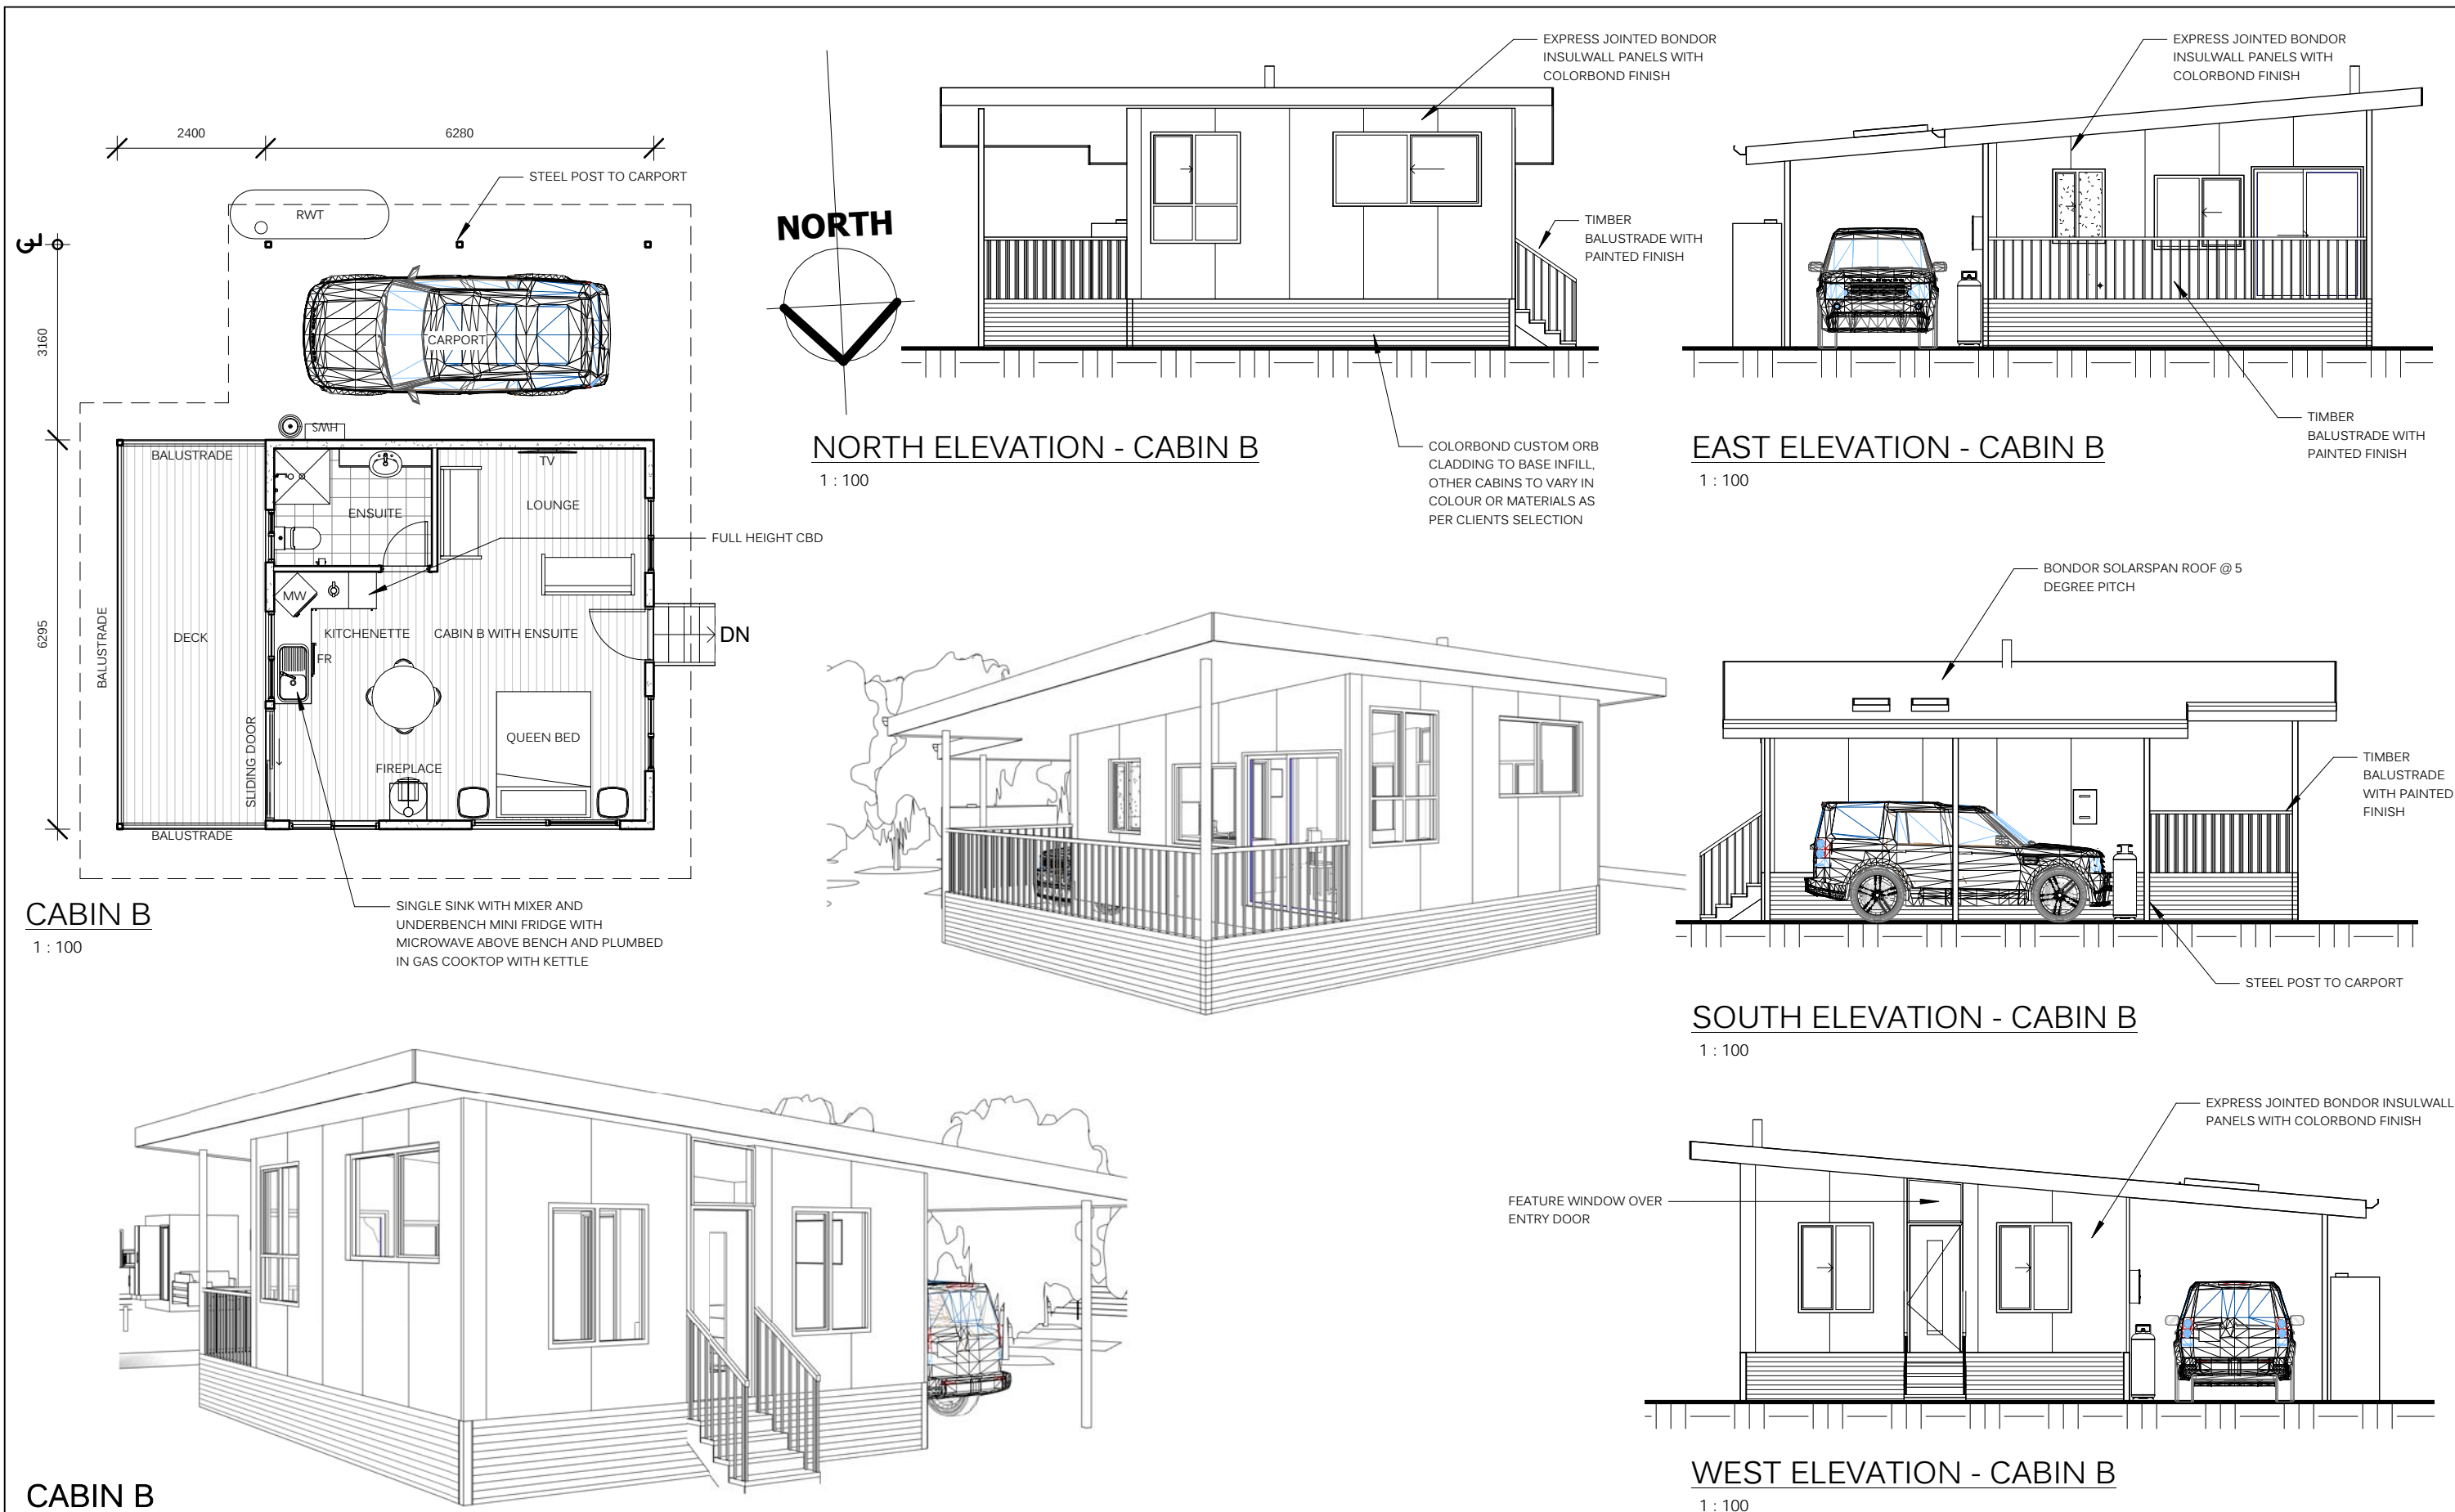 2400
6280
STEEL POST TO CARPORT
RWT
CL
3160
CARPORT
SWH
BALUSTRADE
TV
LOUNGE
ENSUITE
FULL HEIGHT CBD
MW
6295
BALUSTRADE
DECK
KITCHENETTE
CABIN B WITH ENSUITE
DN
FR
SLIDING DOOR
QUEEN BED
FIREPLACE
BALUSTRADE
SINGLE SINK WITH MIXER AND
UNDERBENCH MINI FRIDGE WITH
MICROWAVE ABOVE BENCH AND PLUMBED
IN GAS COOKTOP WITH KETTLE
CABIN B
1 : 100
NORTH
EXPRESS JOINTED BONDOR
INSULWALL PANELS WITH
COLORBOND FINISH
TIMBER
BALUSTRADE WITH
PAINTED FINISH
COLORBOND CUSTOM ORB
CLADDING TO BASE INFILL,
OTHER CABINS TO VARY IN
COLOUR OR MATERIALS AS
PER CLIENTS SELECTION
NORTH ELEVATION - CABIN B
1 : 100
EXPRESS JOINTED BONDOR
INSULWALL PANELS WITH
COLORBOND FINISH
TIMBER
BALUSTRADE WITH
PAINTED FINISH
EAST ELEVATION - CABIN B
1 : 100
BONDOR SOLARSPAN ROOF @ 5
DEGREE PITCH
TIMBER
BALUSTRADE
WITH PAINTED
FINISH
STEEL POST TO CARPORT
SOUTH ELEVATION - CABIN B
1 : 100
EXPRESS JOINTED BONDOR INSULWALL
PANELS WITH COLORBOND FINISH
FEATURE WINDOW OVER
ENTRY DOOR
WEST ELEVATION - CABIN B
1 : 100
CABIN B